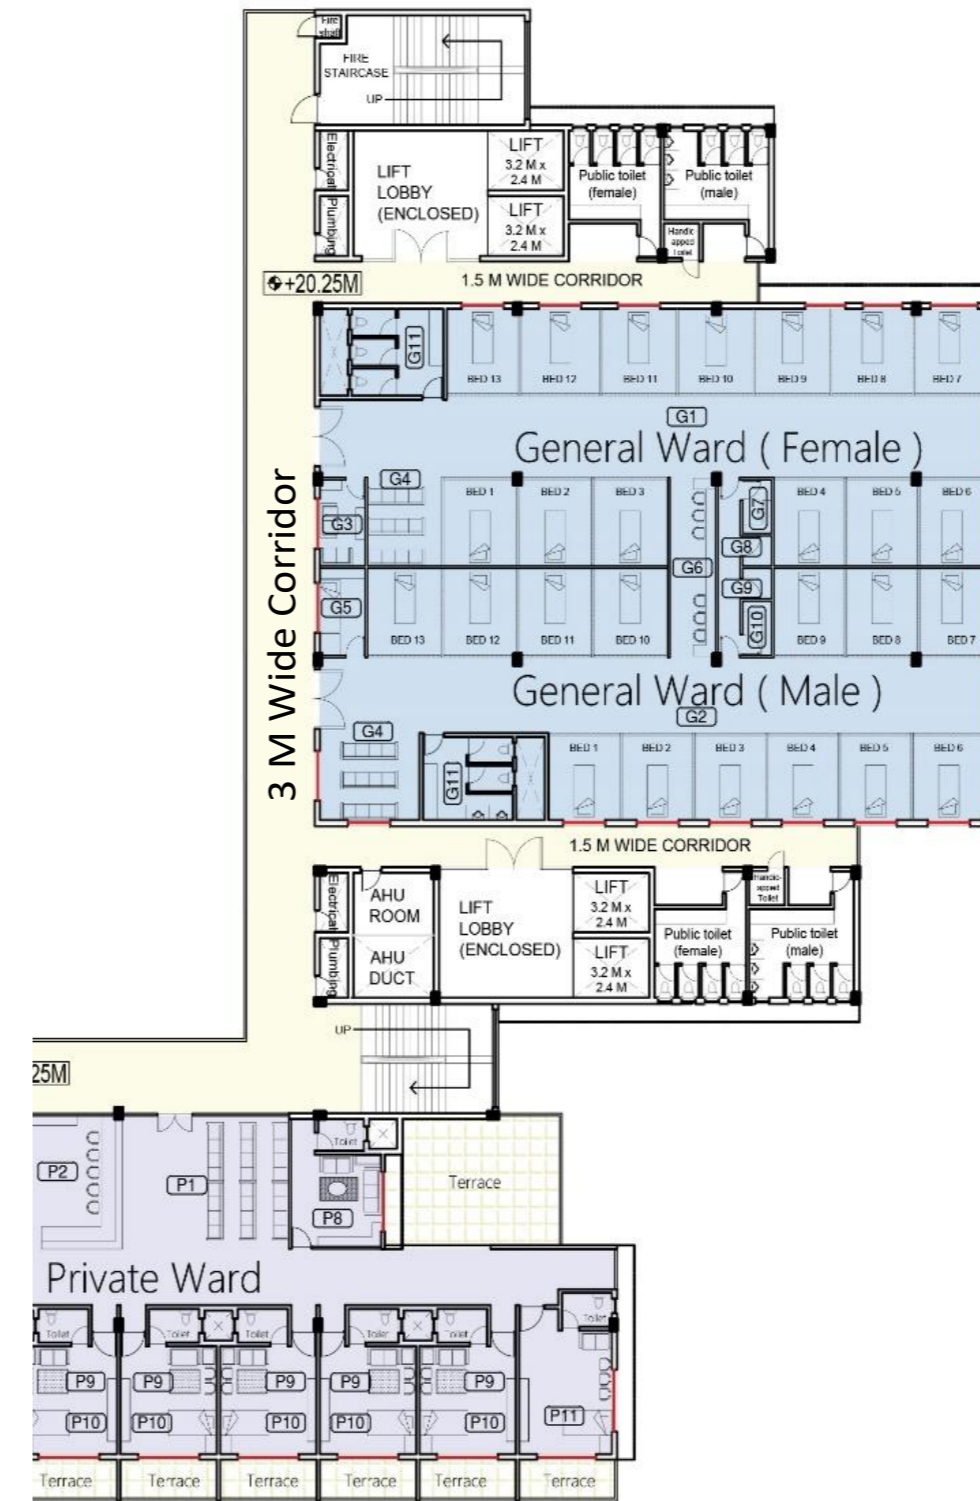 Fire
shaft
FIRE
STAIRCASE
UP
Electrical
Plumbing
LIFT
LOBBY
(ENCLOSED)
LIFT
3.2 M x
2.4 M
LIFT
3.2 M x
2.4 M
Public toilet
(female)
Public toilet
(male)
Handic
apped
Toilet
+20.25M
1.5 M WIDE CORRIDOR
3 M Wide Corridor
G11
BED 13
BED 12
BED 11
BED 10
BED 9
BED 8
BED 7
G1
General Ward ( Female )
G4
BED 1
BED 2
BED 3
BED 4
BED 5
BED 6
G3
G7
G8
G6
G9
G5
G10
BED 13
BED 12
BED 11
BED 10
BED 9
BED 8
BED 7
General Ward ( Male )
G2
G4
G11
BED 1
BED 2
BED 3
BED 4
BED 5
BED 6
1.5 M WIDE CORRIDOR
Electrical
Plumbing
AHU
ROOM
AHU
DUCT
LIFT
LOBBY
(ENCLOSED)
LIFT
3.2 M x
2.4 M
LIFT
3.2 M x
2.4 M
Handic-
apped
Toilet
Public toilet
(female)
Public toilet
(male)
UP
25M
P2
P1
Toilet
P8
Terrace
Private Ward
Toilet
Toilet
Toilet
Toilet
Toilet
Toilet
P9
P9
P9
P9
P9
P10
P10
P10
P10
P10
P11
Terrace
Terrace
Terrace
Terrace
Terrace
Terrace